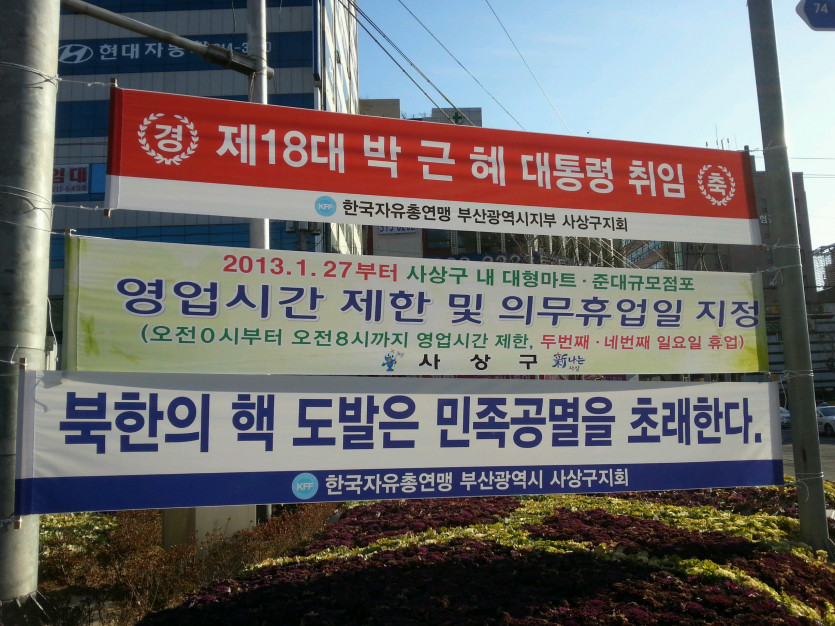 현대자동차
74
경 제18대 박근혜 대통령 취임 축
KFF 한국자유총연맹 부산광역시지부 사상구지회
2013.1.27부터 사상구 내 대형마트·준대규모점포
영업시간 제한 및 의무휴업일 지정
(오전0시부터 오전8시까지 영업시간 제한, 두번째·네번째 일요일 휴업)
사상구 新나는 사상
북한의 핵 도발은 민족공멸을 초래한다.
KFF 한국자유총연맹 부산광역시 사상구지회